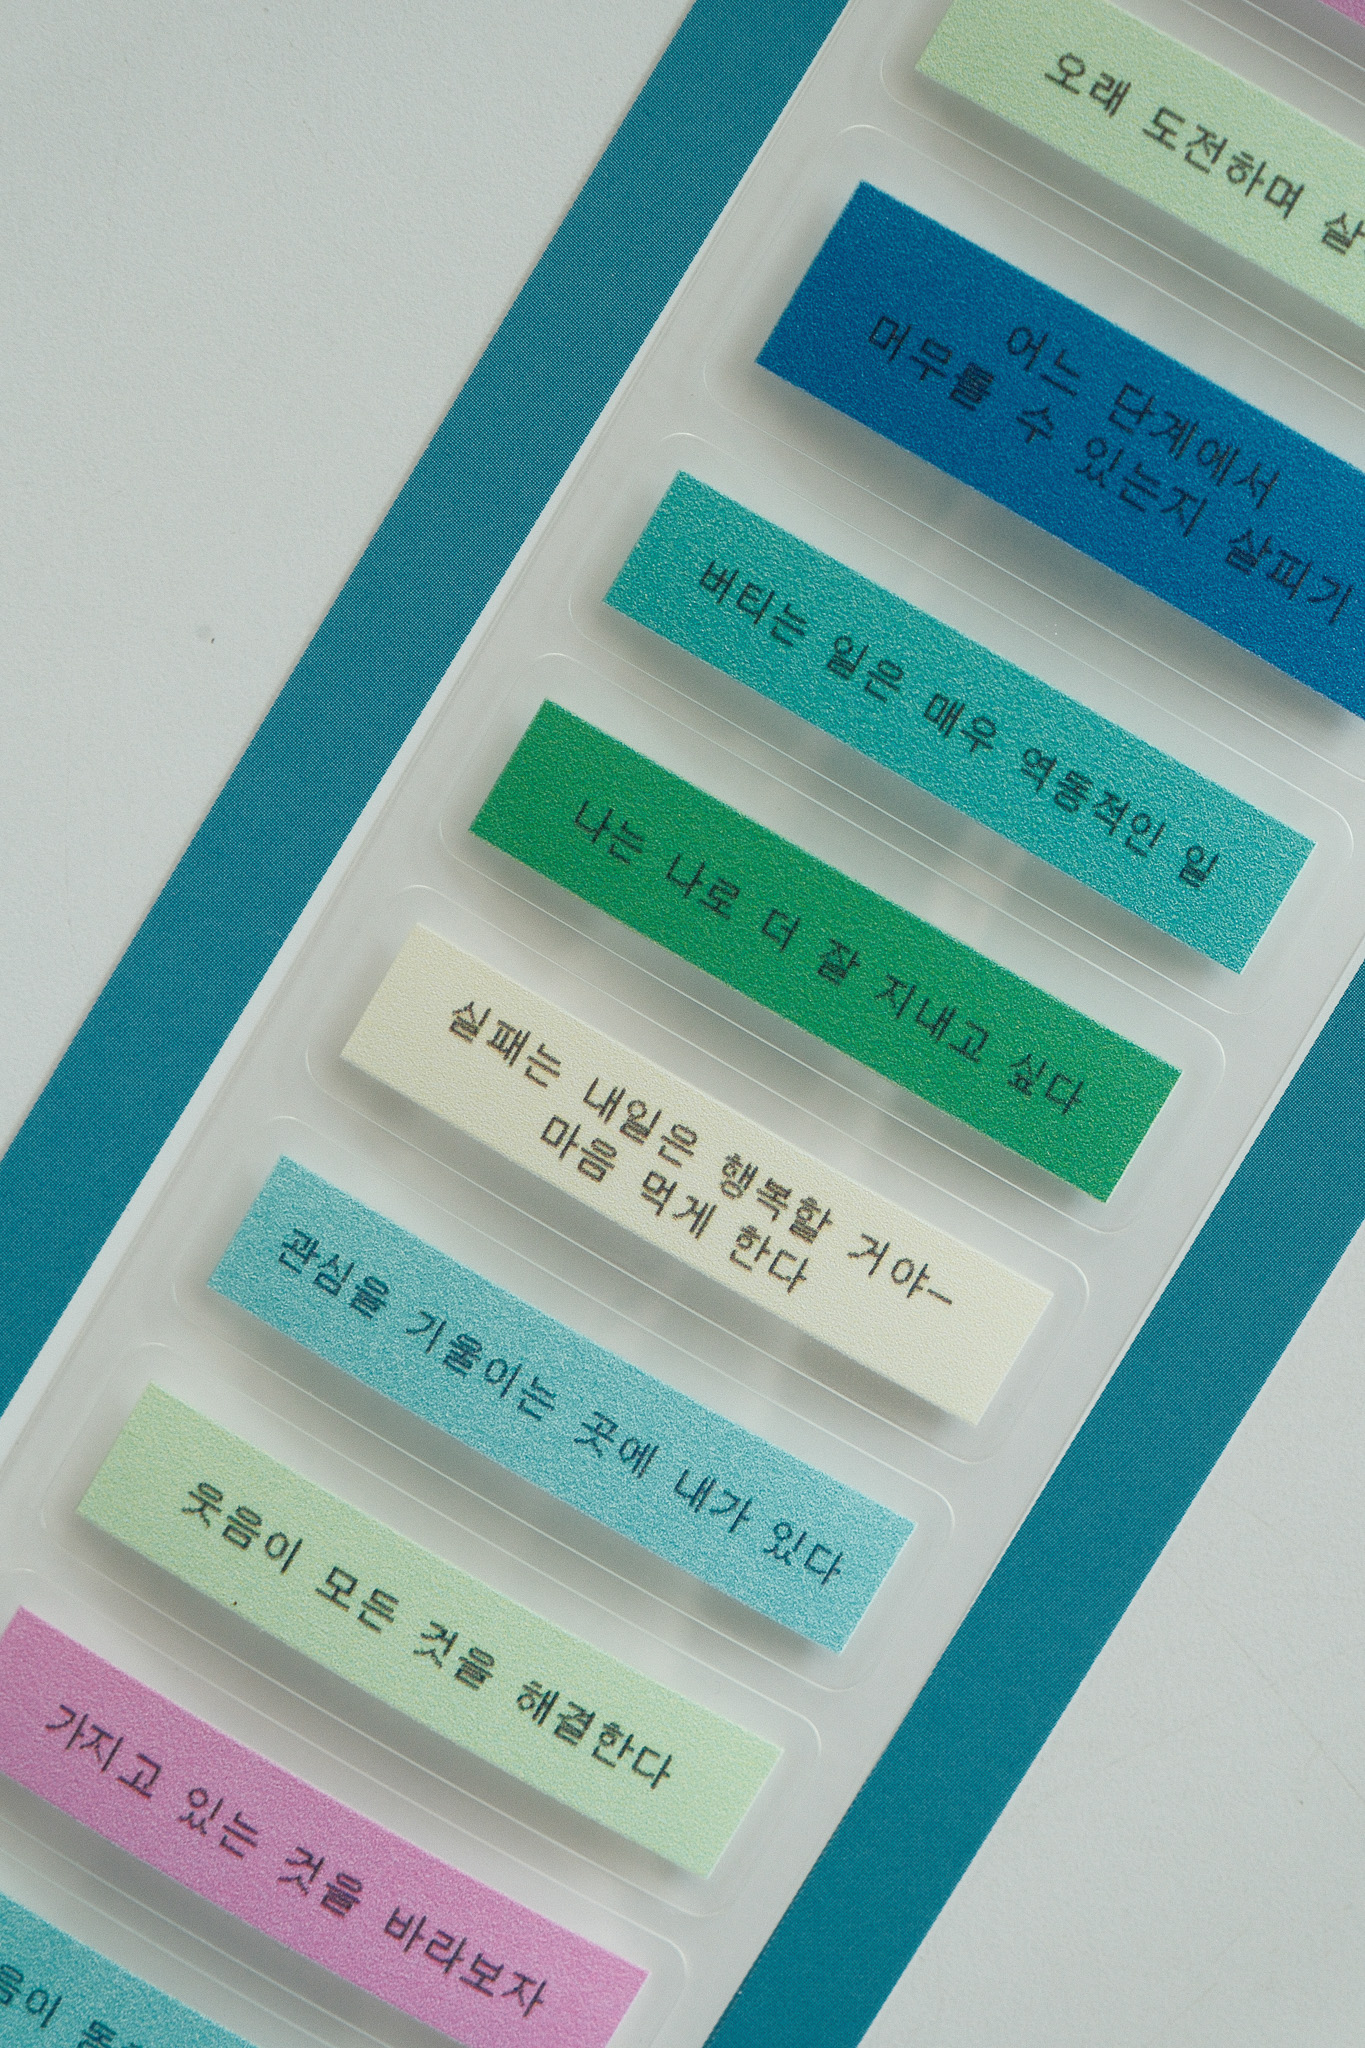 오래 도전하며
어느 단계에서
머무를 수 있는지 살피기
버티는 일은 매우 역동적인 일
나는 나로 더 잘 지내고 싶다
실패는 내일은 행복할 거야—
마음 먹게 한다
관심을 기울이는 곳에 내가 있다
웃음이 모든 것을 해결한다
가지고 있는 것을 바라보자